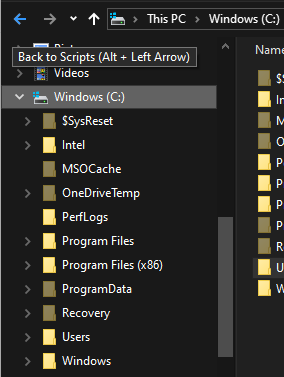 This PC > Windows (C:)
Back to Scripts (Alt + Left Arrow)
Name
Videos
Windows (C:)
$SysReset
Intel
MSOCache
OneDriveTemp
PerfLogs
Program Files
Program Files (x86)
ProgramData
Recovery
Users
Windows